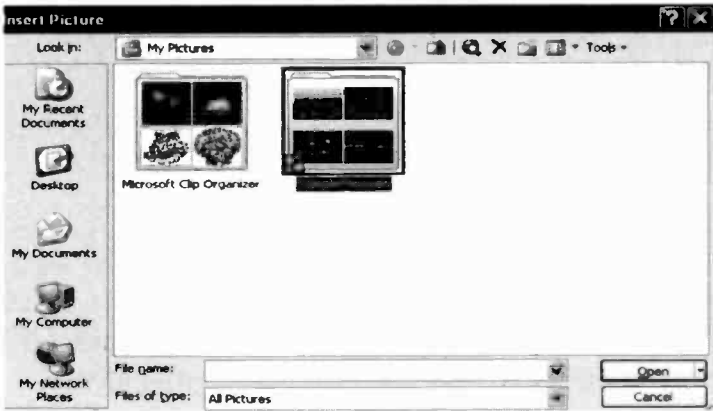 Insert Picture
Look in:
My Pictures
Tools
My Recent
Documents
Desktop
My Documents
My Computer
My Network
Places
Microsoft Clip Organizer
File name:
Open
Files of type:
All Pictures
Cancel